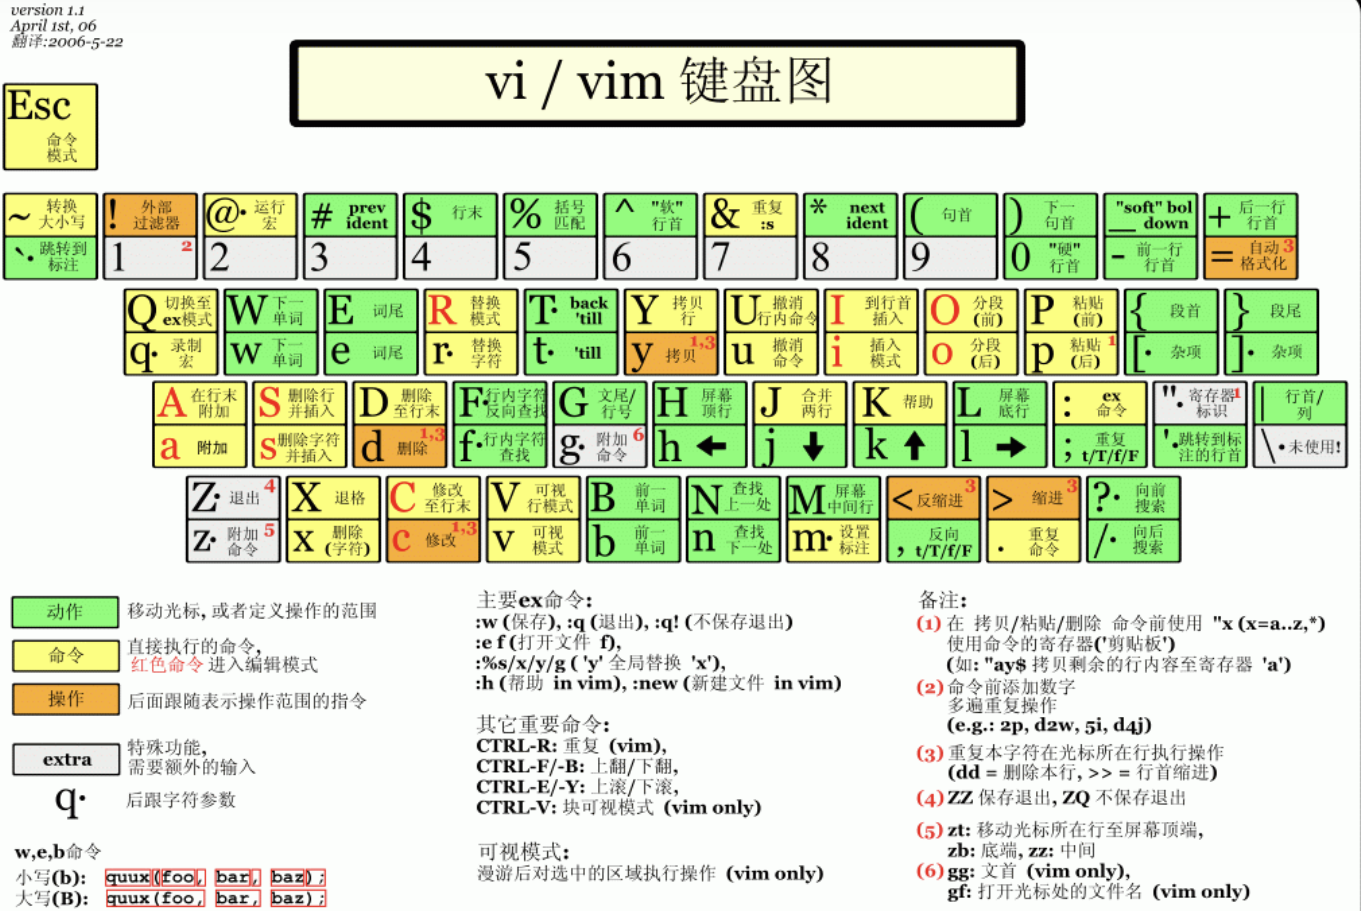 version 1.1
April 1st, 06
翻译:2006-5-22
vi / vim 键盘图
Esc
命令
模式
~ 转换
大小写
! 外部
过滤器
@· 运行
宏
# prev
ident
$ 行末
% 括号
匹配
^ "软"
行首
& 重复
:s
* next
ident
( 句首
) 下一
句首
"soft" bol
_ down
+ 后一行
行首
`· 跳转到
标注
1 2
2
3
4
5
6
7
8
9
0 "硬"
行首
- 前一行
行首
= 自动 3
格式化
Q 切换至
ex模式
W 下一
单词
E 词尾
R 替换
模式
T· back
'till
Y 拷贝
行
U 撤消
行内命令
I 到行首
插入
O 分段
(前)
P 粘贴
(前)
{ 段首
} 段尾
q· 录制
宏
w 下一
单词
e 词尾
r· 替换
字符
t· 'till
y 拷贝 1,3
u 撤消
命令
i 插入
模式
o 分段
(后)
p 粘贴 1
(后)
[· 杂项
]· 杂项
A 在行末
附加
S 删除行
并插入
D 删除
至行末
F· 行内字符
反向查找
G 文尾/
行号
H 屏幕
顶行
J 合并
两行
K 帮助
L 屏幕
底行
: ex
命令
"· 寄存器 1
标识
| 行首/
列
a 附加
s 删除字符
并插入
d 删除 1,3
f· 行内字符
查找
g· 附加 6
命令
h ←
j ↓
k ↑
l →
; 重复
t/T/f/F
'· 跳转到标
注的行首
\· 未使用!
Z· 退出 4
X 退格
C 修改
至行末
V 可视
行模式
B 前一
单词
N 查找
上一处
M 屏幕
中间行
< 反缩进 3
> 缩进 3
?· 向前
搜索
z· 附加 5
命令
x 删除
(字符)
c 修改 1,3
v 可视
模式
b 前一
单词
n 查找
下一处
m· 设置
标注
, 反向
t/T/f/F
. 重复
命令
/· 向后
搜索
动作 移动光标, 或者定义操作的范围
命令 直接执行的命令,
红色命令 进入编辑模式
操作 后面跟随表示操作范围的指令
extra 特殊功能,
需要额外的输入
q· 后跟字符参数
w,e,b命令
小写(b): quux(foo, bar, baz);
大写(B): quux(foo, bar, baz);
主要ex命令:
:w (保存), :q (退出), :q! (不保存退出)
:e f (打开文件 f),
:%s/x/y/g ( 'y' 全局替换 'x'),
:h (帮助 in vim), :new (新建文件 in vim)
其它重要命令:
CTRL-R: 重复 (vim),
CTRL-F/-B: 上翻/下翻,
CTRL-E/-Y: 上滚/下滚,
CTRL-V: 块可视模式 (vim only)
可视模式:
漫游后对选中的区域执行操作 (vim only)
备注:
(1) 在 拷贝/粘贴/删除 命令前使用 "x (x=a..z,*)
使用命令的寄存器('剪贴板')
(如: "ay$ 拷贝剩余的行内容至寄存器 'a')
(2) 命令前添加数字
多遍重复操作
(e.g.: 2p, d2w, 5i, d4j)
(3) 重复本字符在光标所在行执行操作
(dd = 删除本行, >> = 行首缩进)
(4) ZZ 保存退出, ZQ 不保存退出
(5) zt: 移动光标所在行至屏幕顶端,
zb: 底端, zz: 中间
(6) gg: 文首 (vim only),
gf: 打开光标处的文件名 (vim only)